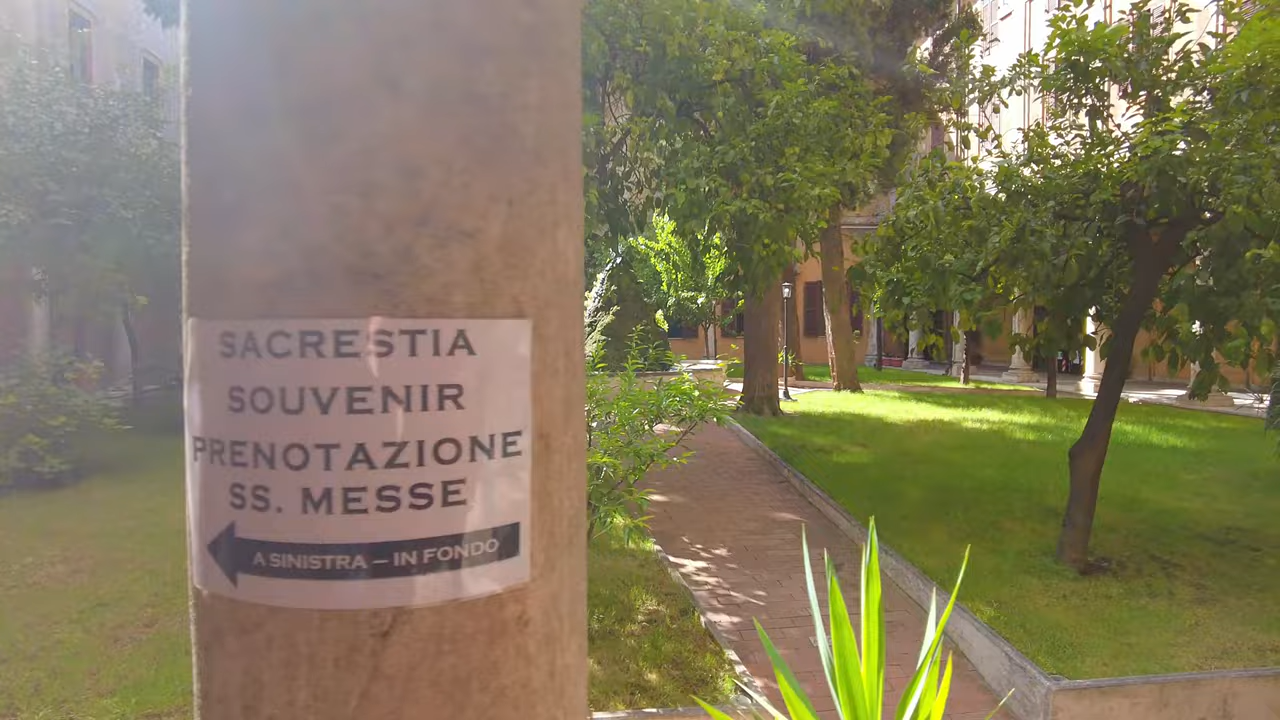 SACRESTIA
SOUVENIR
PRENOTAZIONE
SS. MESSE
A SINISTRA – IN FONDO